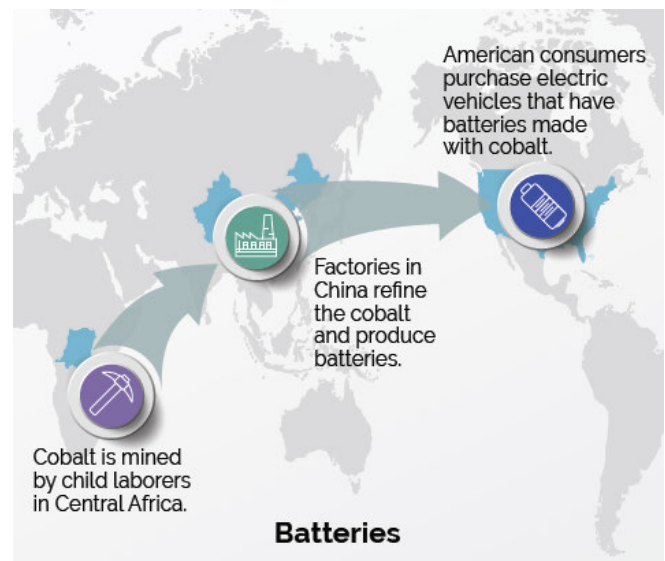 American consumers
purchase electric
vehicles that have
batteries made
with cobalt.
Factories in
China refine
the cobalt
and produce
batteries.
Cobalt is mined
by child laborers
in Central Africa.
Batteries